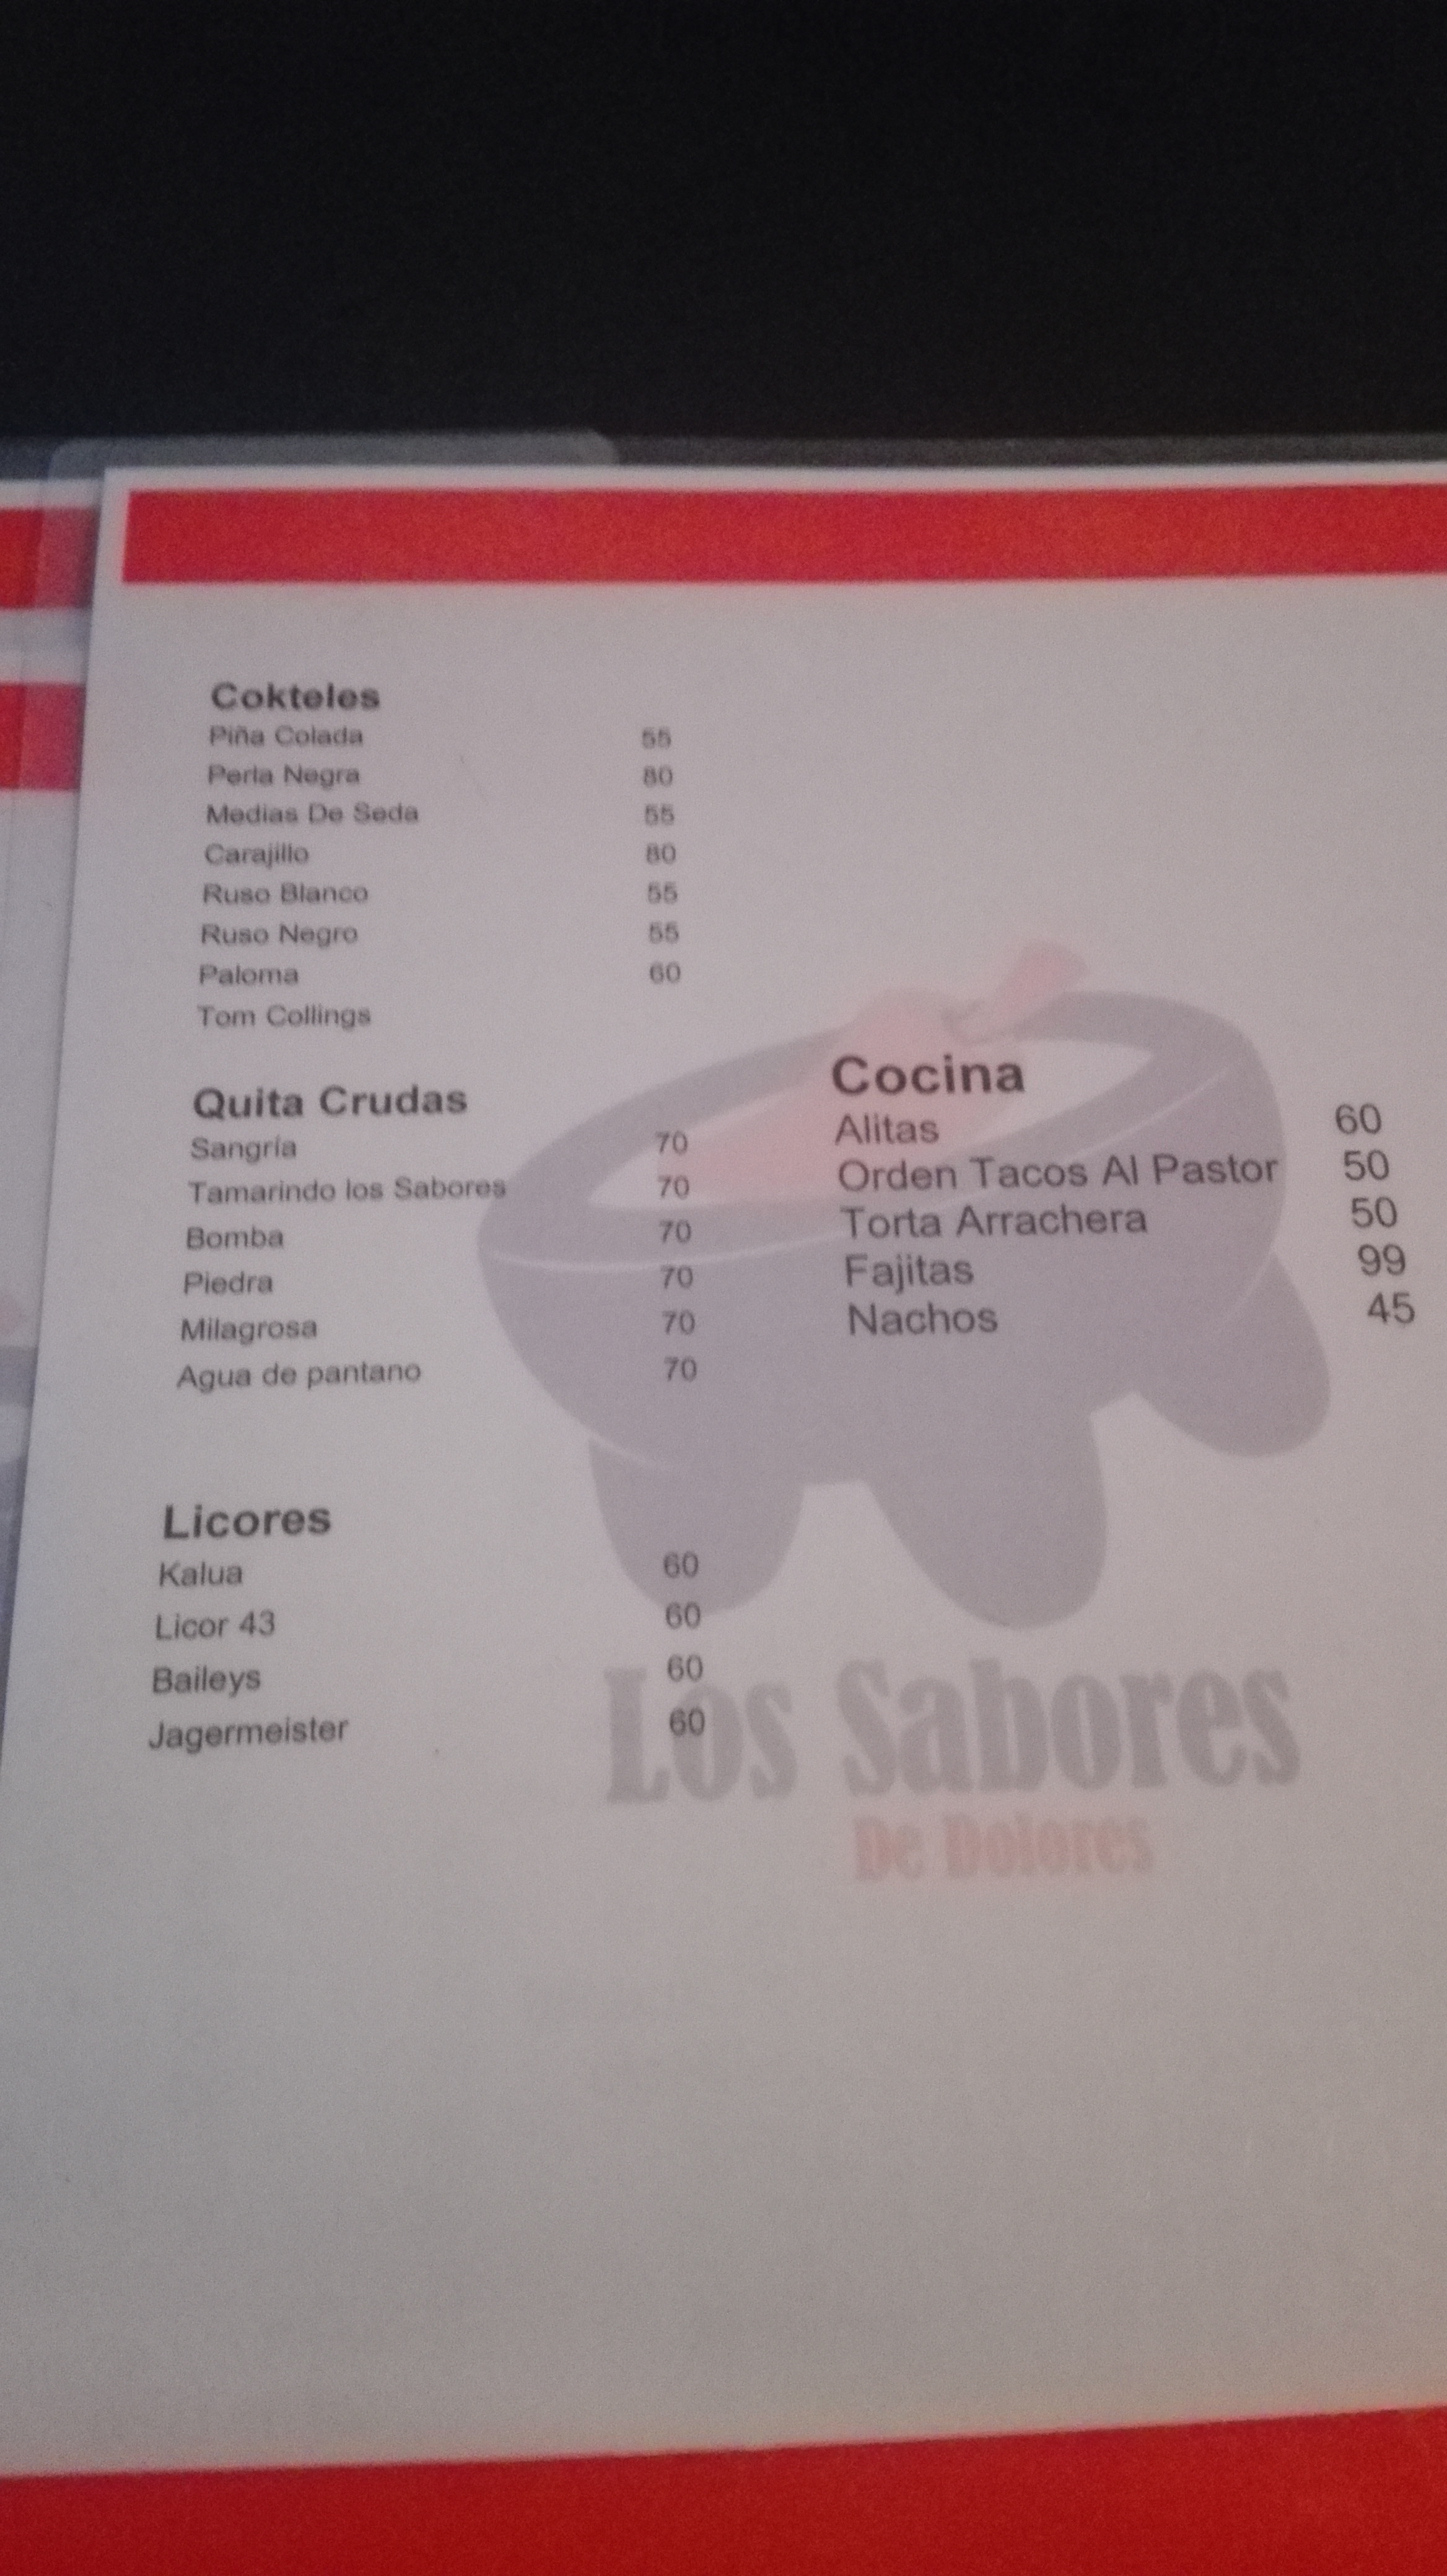 Cokteles
Piña Colada 55
Perla Negra 80
Medias De Seda 55
Carajillo 80
Ruso Blanco 55
Ruso Negro 55
Paloma 60
Tom Collings
Quita Crudas
Sangría 70
Tamarindo los Sabores 70
Bomba 70
Piedra 70
Milagrosa 70
Agua de pantano 70
Licores
Kalua 60
Licor 43 60
Baileys 60
Jagermeister 60
Cocina
Alitas 60
Orden Tacos Al Pastor 50
Torta Arrachera 50
Fajitas 99
Nachos 45
Los Sabores
De Dolores